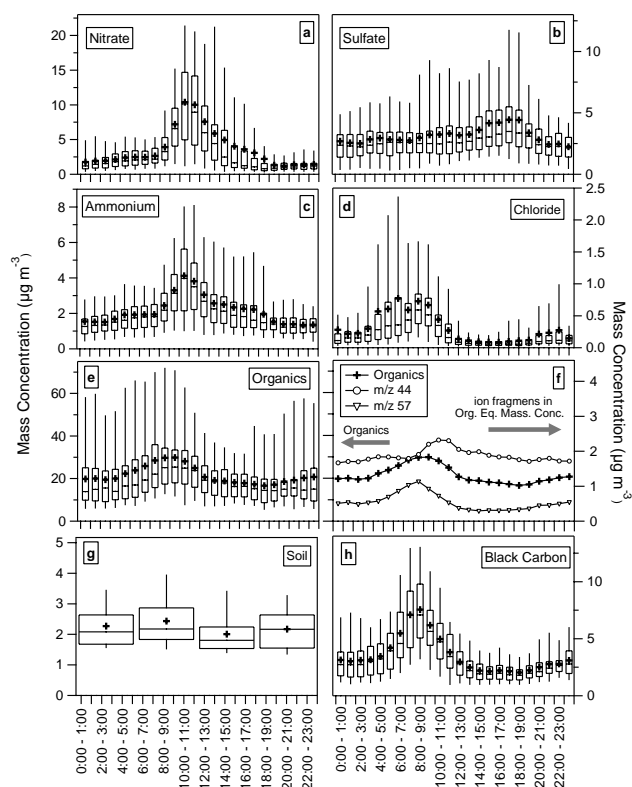 Nitrate
a
20
15
10
5
0
Sulfate
b
10
5
0
Ammonium
c
8
6
4
2
0
d
Chloride
2.5
2.0
1.5
1.0
0.5
0.0
e
Organics
60
40
20
0
Organics
m/z 44
m/z 57
f
ion fragmens in
Org. Eq. Mass. Conc.
Organics
4
3
2
1
0
g
Soil
5
4
3
2
1
0
h
Black Carbon
10
5
0
Mass Concentration (µg m-3)
Mass Concentration (µg m-3)
0:00 - 1:00
2:00 - 3:00
4:00 - 5:00
6:00 - 7:00
8:00 - 9:00
10:00 - 11:00
12:00 - 13:00
14:00 - 15:00
16:00 - 17:00
18:00 - 19:00
20:00 - 21:00
22:00 - 23:00
0:00 - 1:00
2:00 - 3:00
4:00 - 5:00
6:00 - 7:00
8:00 - 9:00
10:00 - 11:00
12:00 - 13:00
14:00 - 15:00
16:00 - 17:00
18:00 - 19:00
20:00 - 21:00
22:00 - 23:00